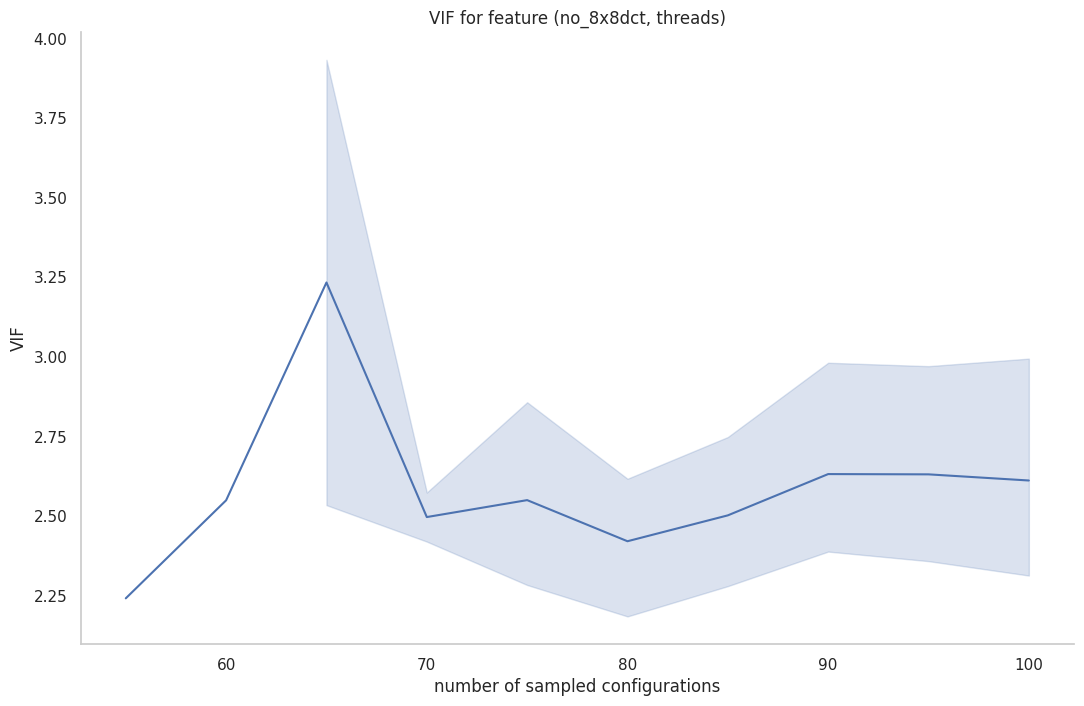 VIF for feature (no_8x8dct, threads)
4.00
3.75
3.50
3.25
3.00
2.75
2.50
2.25
VIF
60 70 80 90 100
number of sampled configurations